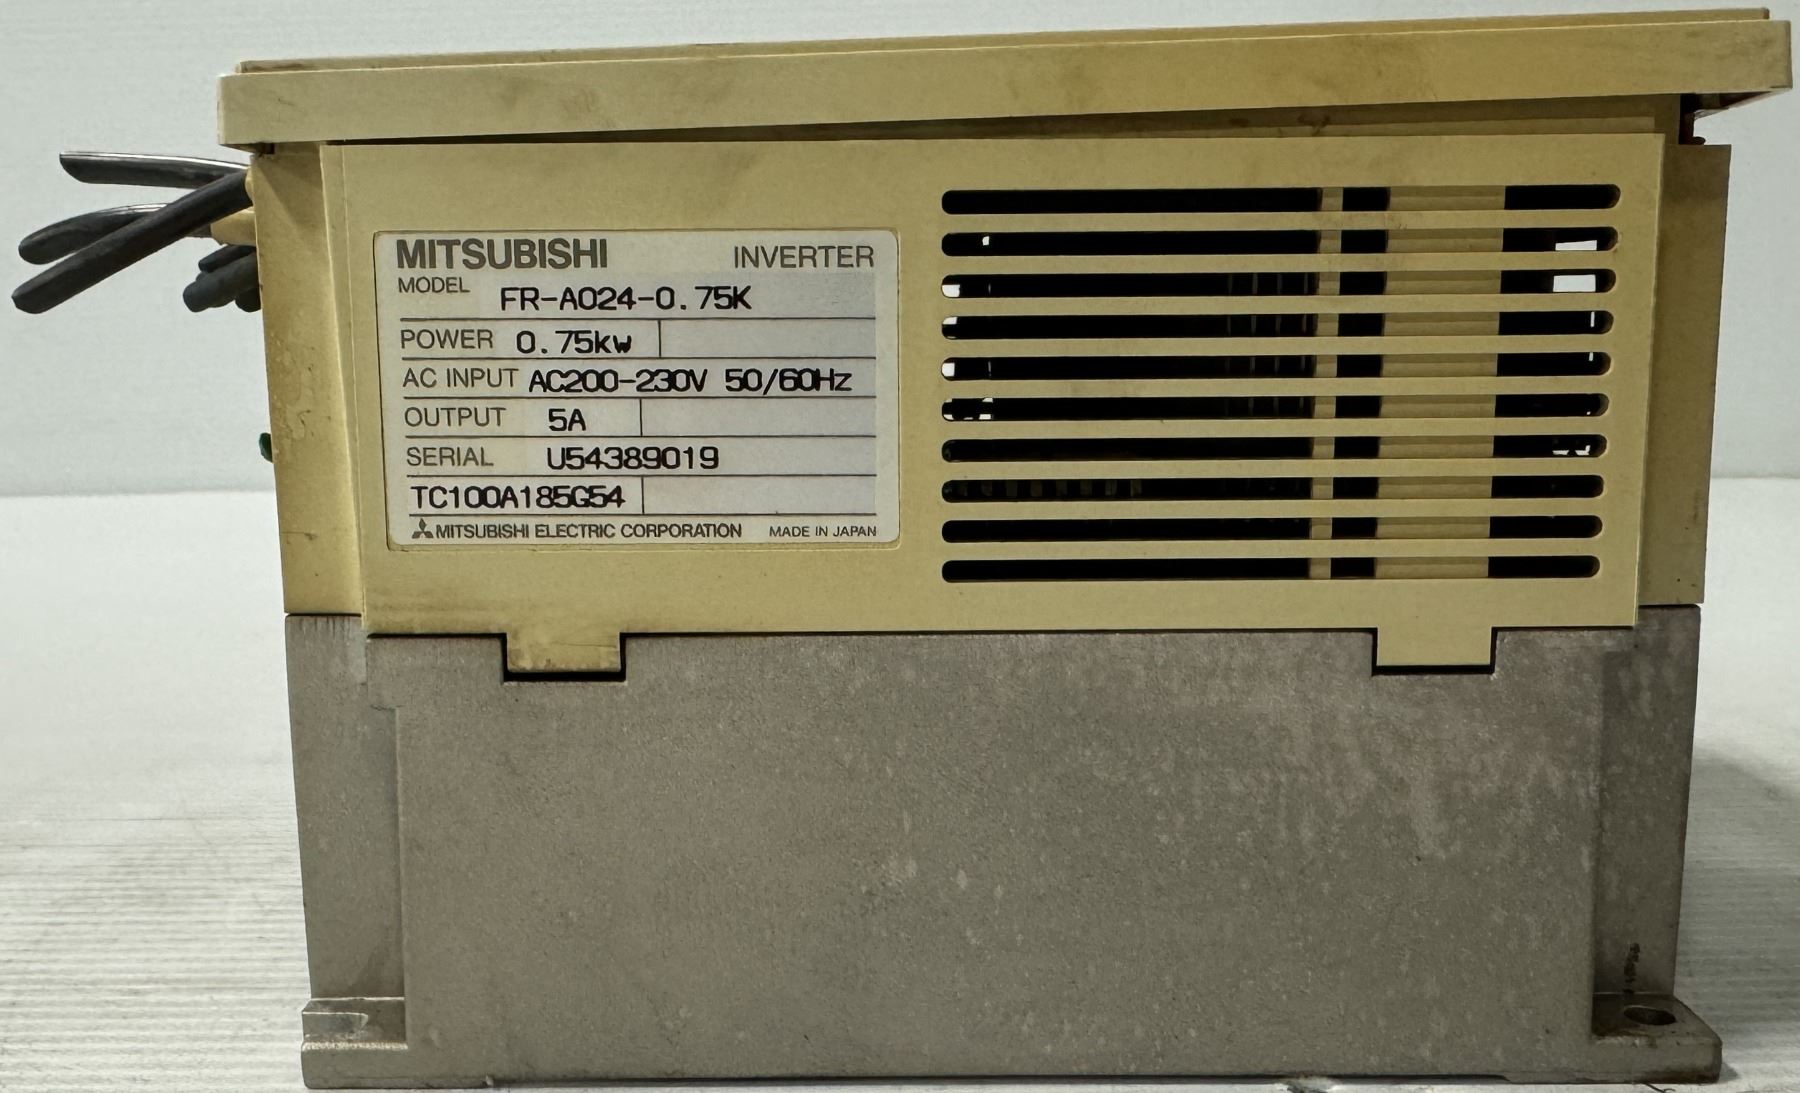 MITSUBISHI INVERTER
MODEL FR-A024-0.75K
POWER 0.75kW
AC INPUT AC200-230V 50/60Hz
OUTPUT 5A
SERIAL U54389019
TC100A185G54
MITSUBISHI ELECTRIC CORPORATION MADE IN JAPAN